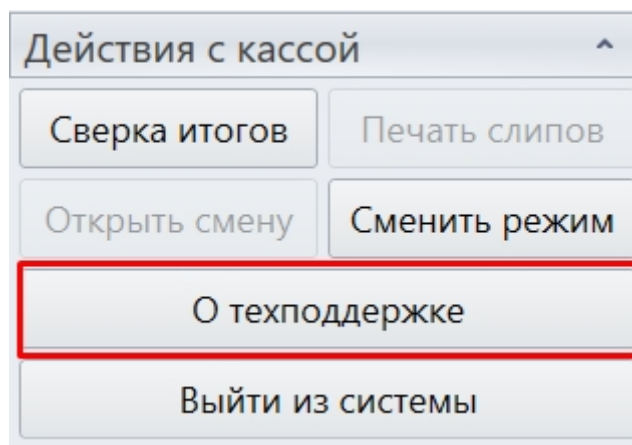 Действия с кассой
Сверка итогов Печать слипов
Открыть смену Сменить режим
О техподдержке
Выйти из системы